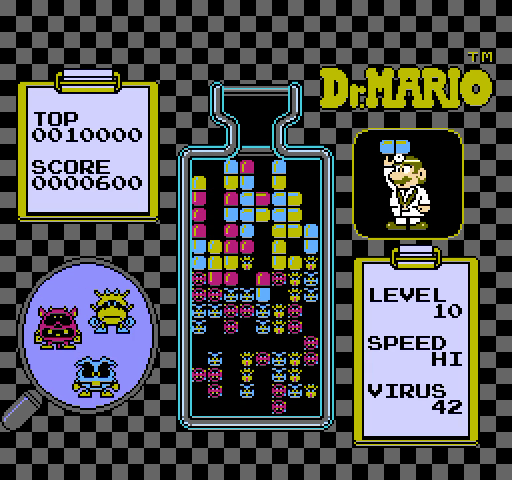 TM
Dr. MARIO
TOP
0010000
SCORE
0000600
LEVEL
10
SPEED
HI
VIRUS
42